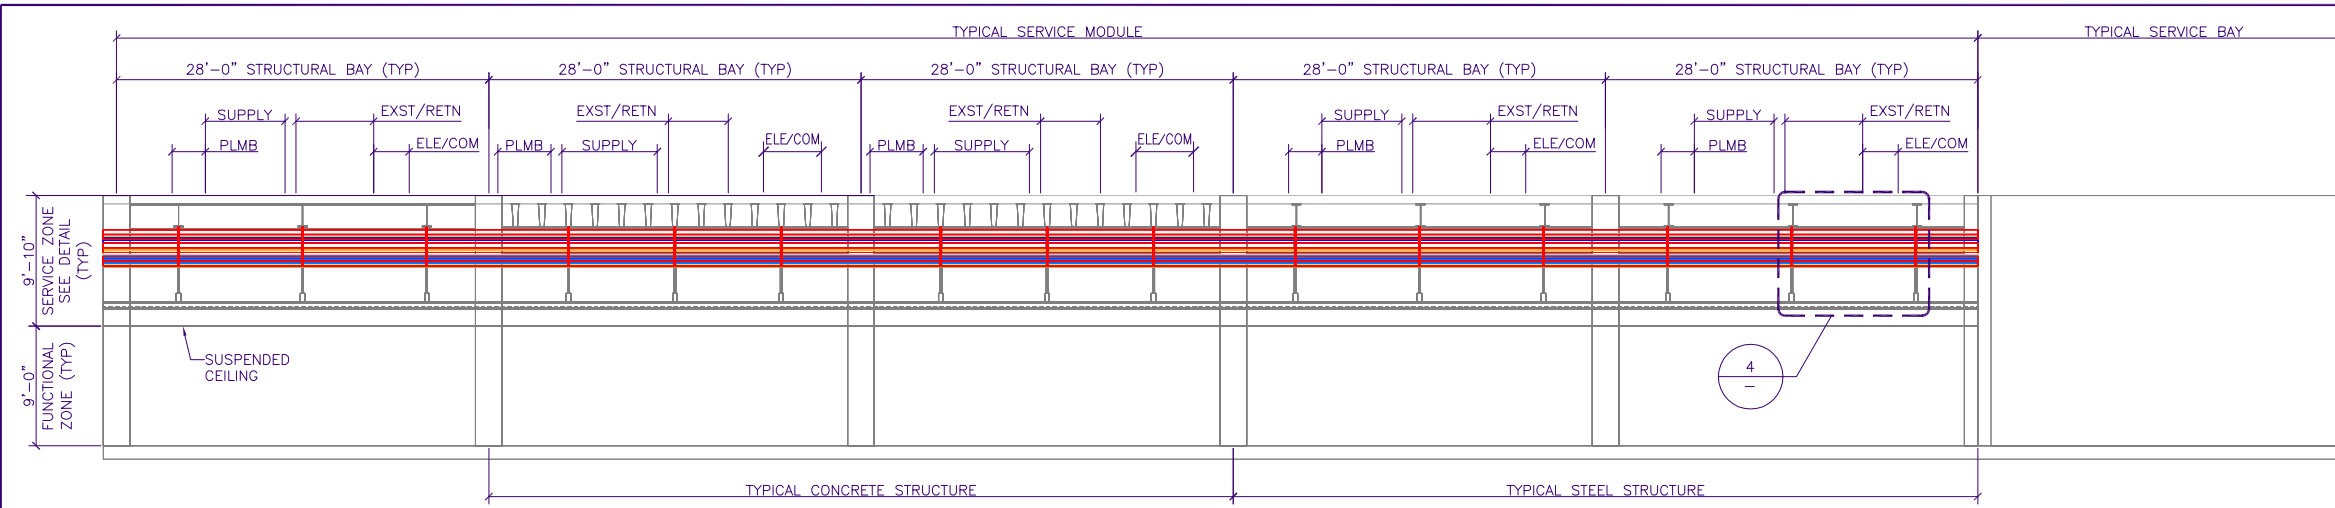 TYPICAL SERVICE MODULE
TYPICAL SERVICE BAY
28'-0" STRUCTURAL BAY (TYP)
28'-0" STRUCTURAL BAY (TYP)
28'-0" STRUCTURAL BAY (TYP)
28'-0" STRUCTURAL BAY (TYP)
28'-0" STRUCTURAL BAY (TYP)
SUPPLY
EXST/RETN
PLMB
ELE/COM
EXST/RETN
PLMB
SUPPLY
ELE/COM
EXST/RETN
PLMB
SUPPLY
ELE/COM
SUPPLY
EXST/RETN
PLMB
ELE/COM
SUPPLY
EXST/RETN
PLMB
ELE/COM
9'-10"
SERVICE ZONE
SEE DETAIL
(TYP)
9'-0"
FUNCTIONAL
ZONE (TYP)
SUSPENDED
CEILING
4
–
TYPICAL CONCRETE STRUCTURE
TYPICAL STEEL STRUCTURE